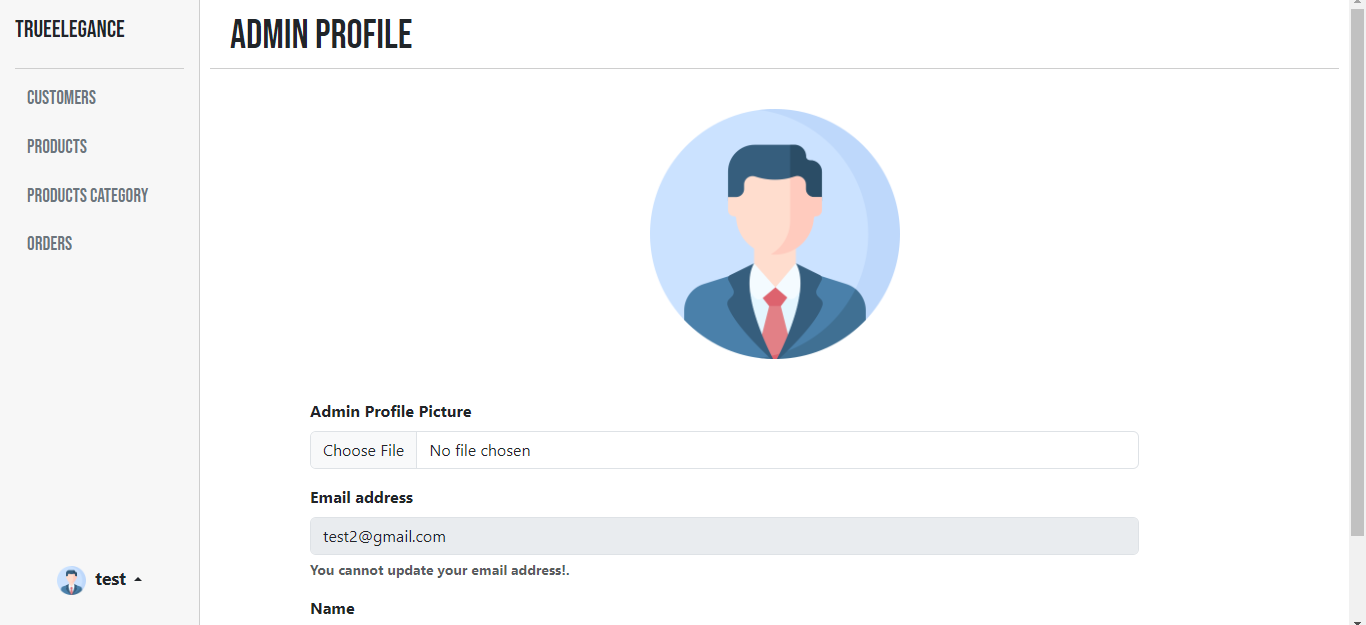 TRUEELEGANCE
CUSTOMERS
PRODUCTS
PRODUCTS CATEGORY
ORDERS
test
ADMIN PROFILE
Admin Profile Picture
Choose File No file chosen
Email address
test2@gmail.com
You cannot update your email address!.
Name